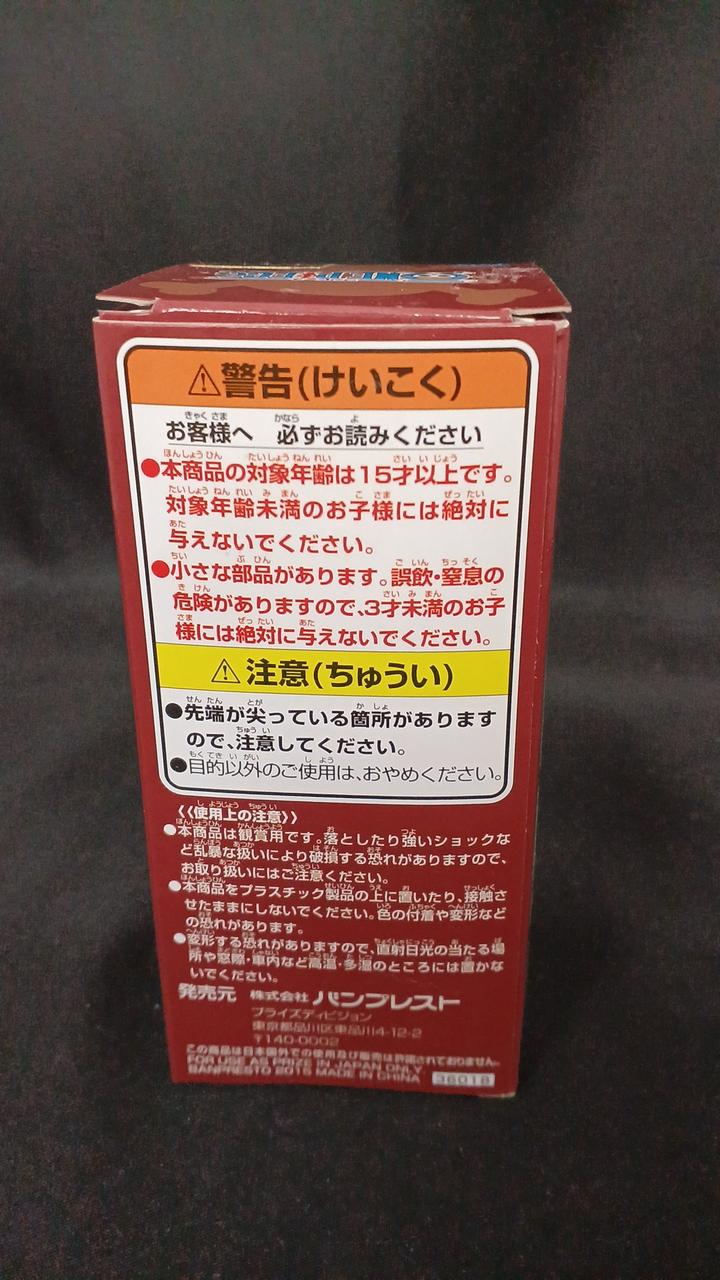 ⚠警告(けいこく)
お客様へ 必ずお読みください
●本商品の対象年齢は15才以上です。
対象年齢未満のお子様には絶対に
与えないでください。
●小さな部品があります。誤飲・窒息の
危険がありますので、3才未満のお子
様には絶対に与えないでください。
⚠注意(ちゅうい)
●先端が尖っている箇所があります
ので、注意してください。
●目的以外のご使用は、おやめください。
《使用上の注意》
●本商品は観賞用です。落としたり強いショックな
ど乱暴な扱いにより破損する恐れがありますので、
お取り扱いにはご注意ください。
●本商品をプラスチック製品の上に置いたり、接触さ
せたままにしないでください。色の付着や変形など
の恐れがあります。
●変形する恐れがありますので、直射日光の当たる場
所や窓際・車内など高温・多湿のところには置かな
いでください。
発売元 株式会社 バンプレスト
プライズディビジョン
東京都品川区東品川4-12-2
〒140-0002
この商品は日本国外での使用及び販売は許諾されておりません。
FOR USE AS PRIZE IN JAPAN ONLY.
BANPRESTO 2015 MADE IN CHINA 36018